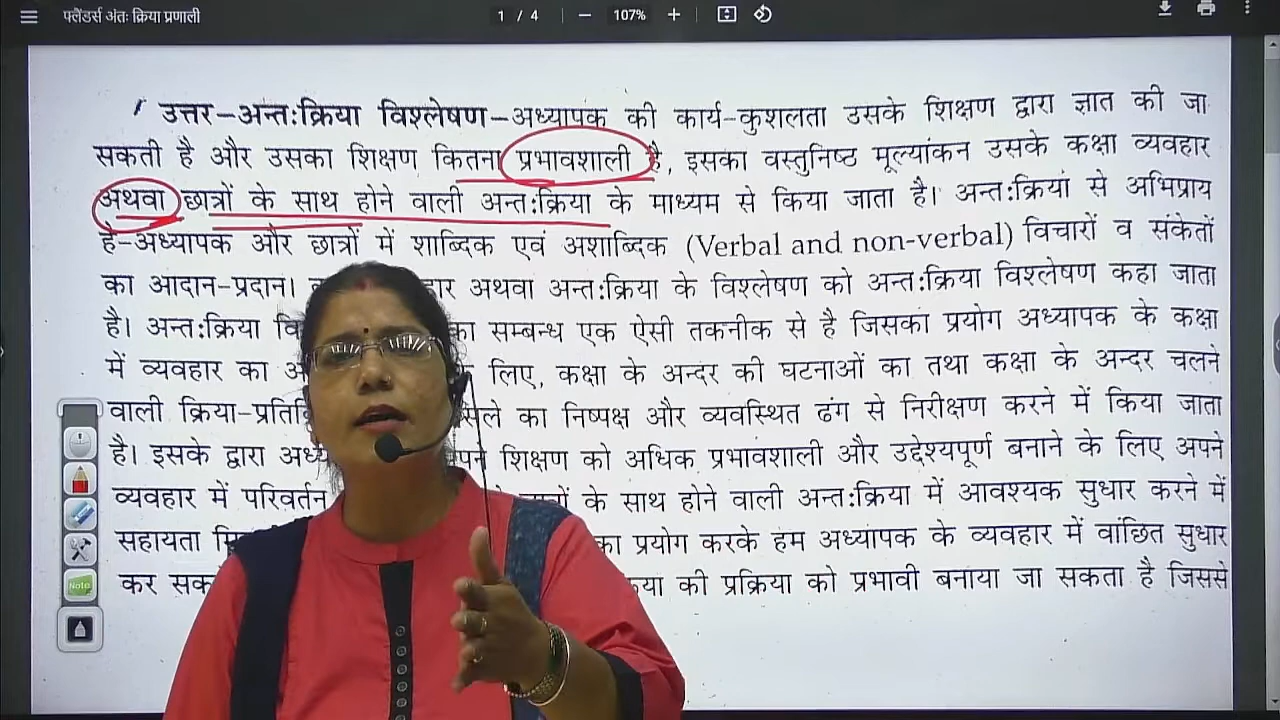 फ्लैंडर्स अंतः क्रिया प्रणाली
1 / 4
107%
उत्तर–अन्तःक्रिया विश्लेषण–अध्यापक की कार्य-कुशलता उसके शिक्षण द्वारा ज्ञात की जा
सकती है और उसका शिक्षण कितना प्रभावशाली है, इसका वस्तुनिष्ठ मूल्यांकन उसके कक्षा व्यवहार
अथवा छात्रों के साथ होने वाली अन्तःक्रिया के माध्यम से किया जाता है। अन्तःक्रिया से अभिप्राय
है–अध्यापक और छात्रों में शाब्दिक एवं अशाब्दिक (Verbal and non-verbal) विचारों व संकेतों
का आदान-प्रदान। अथवा अन्तःक्रिया के विश्लेषण को अन्तःक्रिया विश्लेषण कहा जाता
है। अन्तःक्रिया का सम्बन्ध एक ऐसी तकनीक से है जिसका प्रयोग अध्यापक के कक्षा
में व्यवहार का लिए, कक्षा के अन्दर की घटनाओं का तथा कक्षा के अन्दर चलने
वाली का निष्पक्ष और व्यवस्थित ढंग से निरीक्षण करने में किया जाता
है। इसके द्वारा शिक्षण को अधिक प्रभावशाली और उद्देश्यपूर्ण बनाने के लिए अपने
व्यवहार में परिवर्तन के साथ होने वाली अन्तःक्रिया में आवश्यक सुधार करने में
सहायता का प्रयोग करके हम अध्यापक के व्यवहार में वांछित सुधार
कर की प्रक्रिया को प्रभावी बनाया जा सकता है जिससे
Note